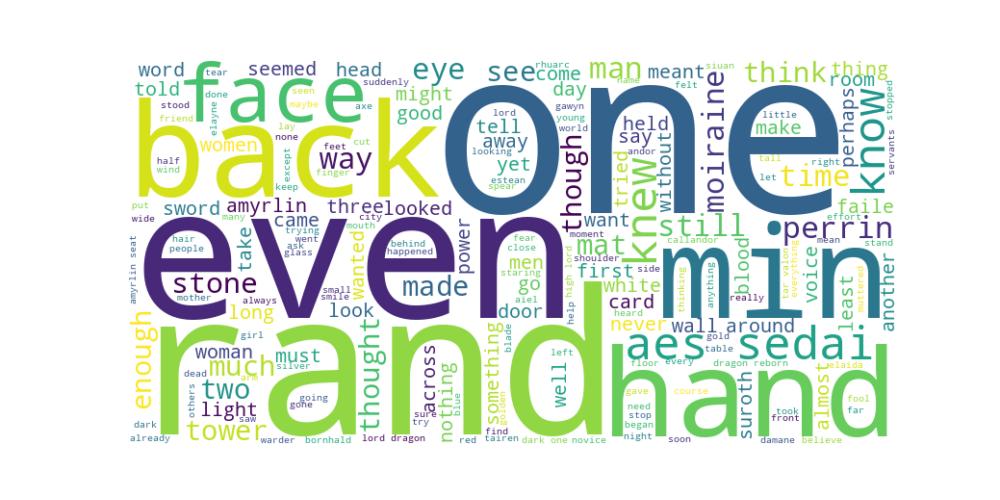 word seemed head eye see come man meant siuan think thing
told tear suddenly rhuarc name felt room
face might day moiraine
stood done seen maybe axe good lord gawyn young world held little stopped
friend elayne lay tell away say make perhaps know servants
back none cut looking yet andor one tall
women way estean without right time
half wind except feet finger keep spear though tried let
put sword amyrlin three looked knew faile
wide many came want still effort
hair people take trying city mouth wanted behind power fear moment callandor mean perrin
even went close mat shoulder min stand
amyrlin seat stone ask glass happened men staring first side blood thinking anything tar valon everything voice muttered another
mother made go aiel white really least
always small smile help high lord card
long look door heard never wall around
enough girl thought across something blade gold
woman must nothing left aes sedai
dead much silver table
rand arm well floor every dragon reborn elaida
two others going gone blue golden hand gave course almost fool
light saw sure try need stop suroth took far
tower find began front
dark already warder bornhald lord dragon red tairen dark one novice night soon damane believe